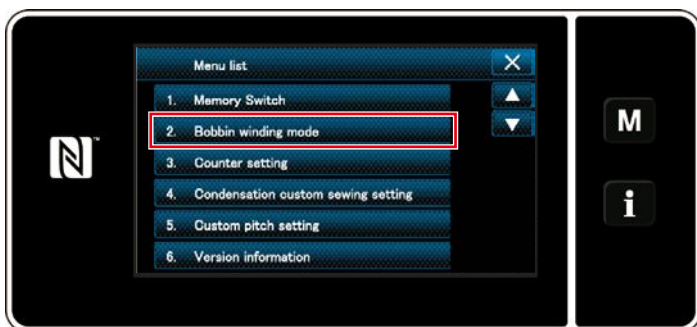 Menu list
1. Memory Switch
2. Bobbin winding mode
3. Counter setting
4. Condensation custom sewing setting
5. Custom pitch setting
6. Version information
M
i